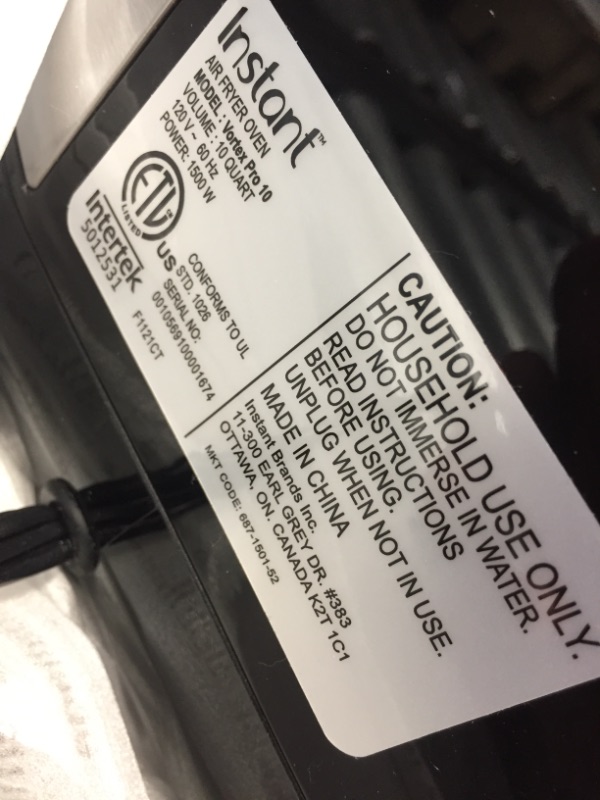 Instant™
AIR FRYER OVEN
MODEL: Vortex Pro 10
VOLUME: 10 QUART
120 V ~ 60 Hz
POWER: 1500 W
ETL
LISTED
US
Intertek
5012531
CONFORMS TO UL
STD. 1026
SERIAL NO:
0010569100001674
F1121CT
CAUTION:
HOUSEHOLD USE ONLY.
DO NOT IMMERSE IN WATER.
READ INSTRUCTIONS
BEFORE USING.
UNPLUG WHEN NOT IN USE.
MADE IN CHINA
Instant Brands Inc.
11-300 EARL GREY DR. #383
OTTAWA, ON. CANADA K2T 1C1
MKT CODE: 687-1501-52